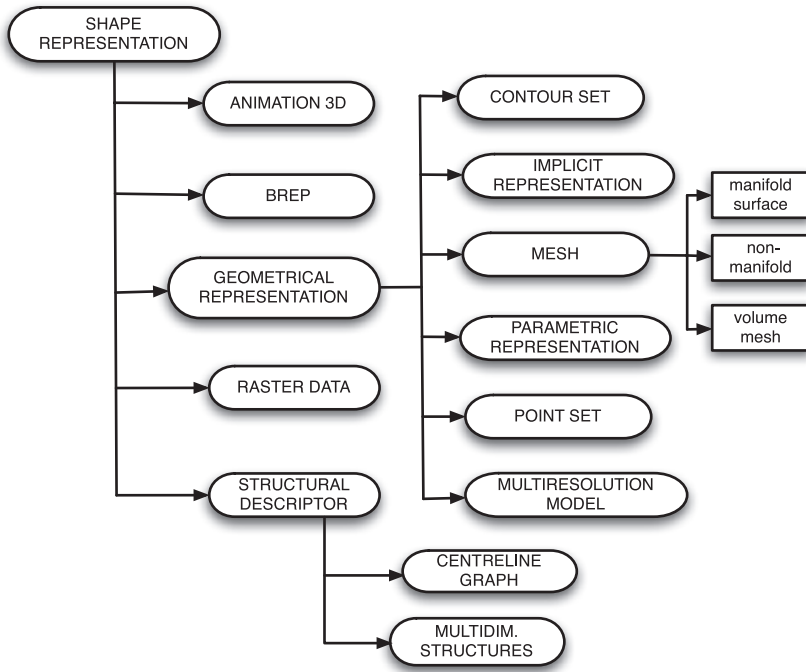 SHAPE
REPRESENTATION
ANIMATION 3D
BREP
GEOMETRICAL
REPRESENTATION
RASTER DATA
STRUCTURAL
DESCRIPTOR
CONTOUR SET
IMPLICIT
REPRESENTATION
MESH
PARAMETRIC
REPRESENTATION
POINT SET
MULTIRESOLUTION
MODEL
manifold
surface
non-
manifold
volume
mesh
CENTRELINE
GRAPH
MULTIDIM.
STRUCTURES